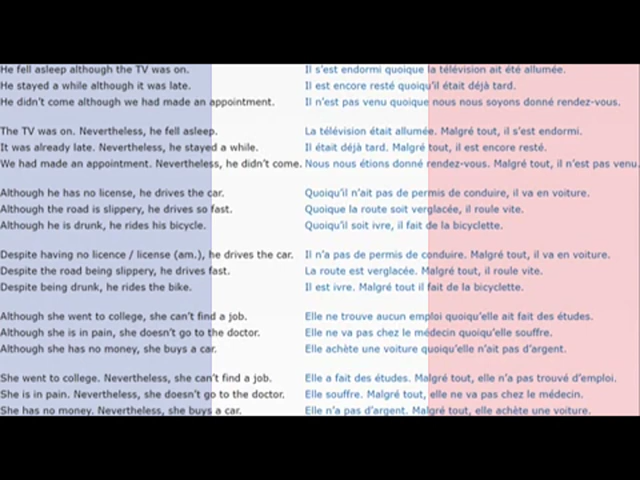 He fell asleep although the TV was on. Il s'est endormi quoique la télévision ait été allumée.
He stayed a while although it was late. Il est encore resté quoiqu'il était déjà tard.
He didn't come although we had made an appointment. Il n'est pas venu quoique nous nous soyons donné rendez-vous.
The TV was on. Nevertheless, he fell asleep. La télévision était allumée. Malgré tout, il s'est endormi.
It was already late. Nevertheless, he stayed a while. Il était déjà tard. Malgré tout, il est encore resté.
We had made an appointment. Nevertheless, he didn't come. Nous nous étions donné rendez-vous. Malgré tout, il n'est pas venu.
Although he has no license, he drives the car. Quoiqu'il n'ait pas de permis de conduire, il va en voiture.
Although the road is slippery, he drives so fast. Quoique la route soit verglacée, il roule vite.
Although he is drunk, he rides his bicycle. Quoiqu'il soit ivre, il fait de la bicyclette.
Despite having no licence / license (am.), he drives the car. Il n'a pas de permis de conduire. Malgré tout, il va en voiture.
Despite the road being slippery, he drives fast. La route est verglacée. Malgré tout, il roule vite.
Despite being drunk, he rides the bike. Il est ivre. Malgré tout il fait de la bicyclette.
Although she went to college, she can't find a job. Elle ne trouve aucun emploi quoiqu'elle ait fait des études.
Although she is in pain, she doesn't go to the doctor. Elle ne va pas chez le médecin quoiqu'elle souffre.
Although she has no money, she buys a car. Elle achète une voiture quoiqu'elle n'ait pas d'argent.
She went to college. Nevertheless, she can't find a job. Elle a fait des études. Malgré tout, elle n'a pas trouvé d'emploi.
She is in pain. Nevertheless, she doesn't go to the doctor. Elle souffre. Malgré tout, elle ne va pas chez le médecin.
She has no money. Nevertheless, she buys a car. Elle n'a pas d'argent. Malgré tout, elle achète une voiture.